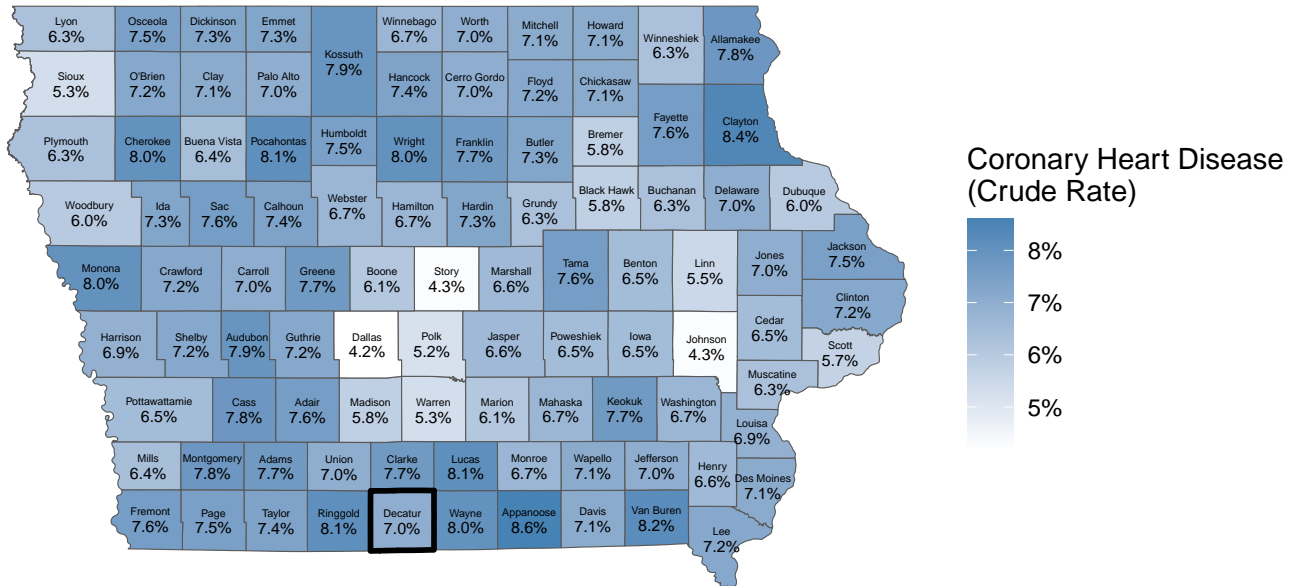 Lyon
6.3%
Osceola
7.5%
Dickinson
7.3%
Emmet
7.3%
Kossuth
7.9%
Winnebago
6.7%
Worth
7.0%
Mitchell
7.1%
Howard
7.1%
Winneshiek
6.3%
Allamakee
7.8%
Sioux
5.3%
O'Brien
7.2%
Clay
7.1%
Palo Alto
7.0%
Hancock
7.4%
Cerro Gordo
7.0%
Floyd
7.2%
Chickasaw
7.1%
Fayette
7.6%
Clayton
8.4%
Plymouth
6.3%
Cherokee
8.0%
Buena Vista
6.4%
Pocahontas
8.1%
Humboldt
7.5%
Wright
8.0%
Franklin
7.7%
Butler
7.3%
Bremer
5.8%
Woodbury
6.0%
Ida
7.3%
Sac
7.6%
Calhoun
7.4%
Webster
6.7%
Hamilton
6.7%
Hardin
7.3%
Grundy
6.3%
Black Hawk
5.8%
Buchanan
6.3%
Delaware
7.0%
Dubuque
6.0%
Monona
8.0%
Crawford
7.2%
Carroll
7.0%
Greene
7.7%
Boone
6.1%
Story
4.3%
Marshall
6.6%
Tama
7.6%
Benton
6.5%
Linn
5.5%
Jones
7.0%
Jackson
7.5%
Clinton
7.2%
Harrison
6.9%
Shelby
7.2%
Audubon
7.9%
Guthrie
7.2%
Dallas
4.2%
Polk
5.2%
Jasper
6.6%
Poweshiek
6.5%
Iowa
6.5%
Johnson
4.3%
Cedar
6.5%
Scott
5.7%
Muscatine
6.3%
Pottawattamie
6.5%
Cass
7.8%
Adair
7.6%
Madison
5.8%
Warren
5.3%
Marion
6.1%
Mahaska
6.7%
Keokuk
7.7%
Washington
6.7%
Louisa
6.9%
Mills
6.4%
Montgomery
7.8%
Adams
7.7%
Union
7.0%
Clarke
7.7%
Lucas
8.1%
Monroe
6.7%
Wapello
7.1%
Jefferson
7.0%
Henry
6.6%
Des Moines
7.1%
Fremont
7.6%
Page
7.5%
Taylor
7.4%
Ringgold
8.1%
Decatur
7.0%
Wayne
8.0%
Appanoose
8.6%
Davis
7.1%
Van Buren
8.2%
Lee
7.2%
Coronary Heart Disease
(Crude Rate)
8%
7%
6%
5%